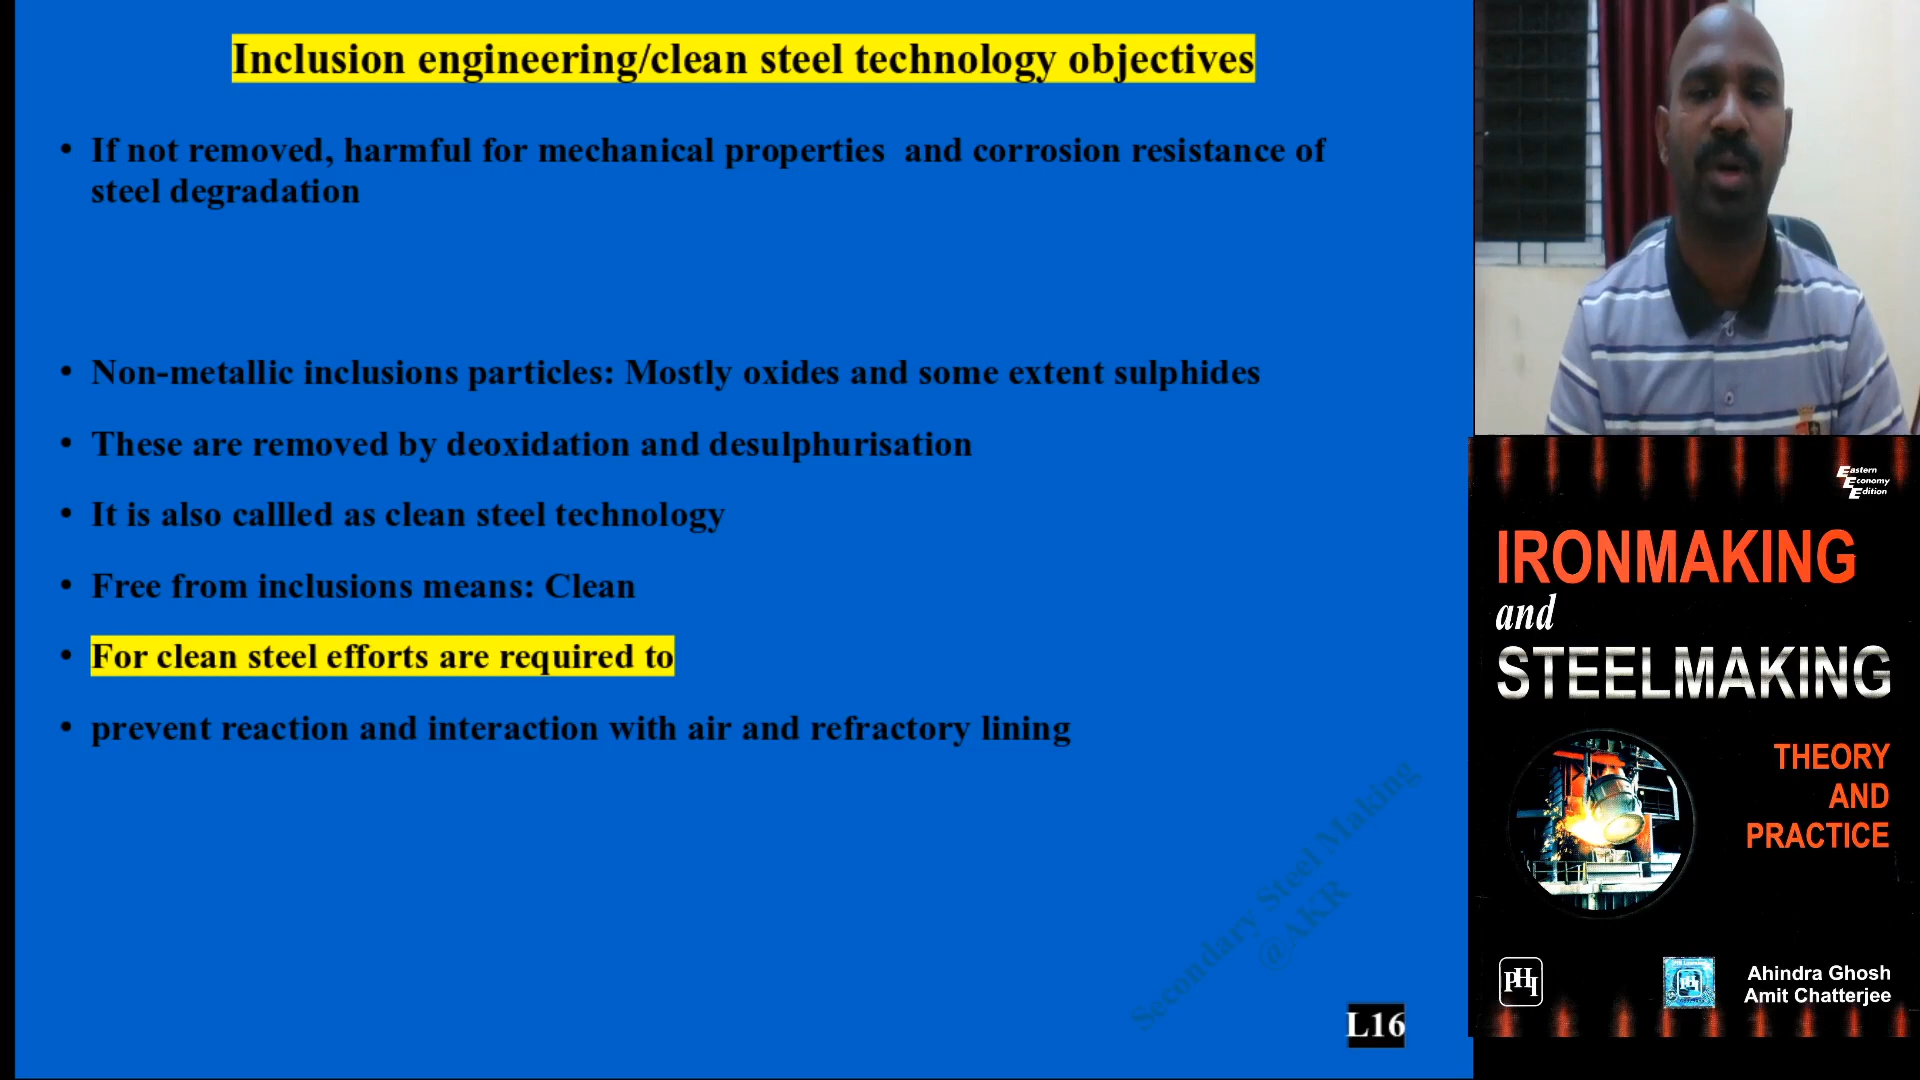 Inclusion engineering/clean steel technology objectives
• If not removed, harmful for mechanical properties and corrosion resistance of
steel degradation
• Non-metallic inclusions particles: Mostly oxides and some extent sulphides
• These are removed by deoxidation and desulphurisation
• It is also callled as clean steel technology
• Free from inclusions means: Clean
• For clean steel efforts are required to
• prevent reaction and interaction with air and refractory lining
Secondary Steel Making
@AKR
L16
Eastern
Economy
Edition
IRONMAKING
and
STEELMAKING
THEORY
AND
PRACTICE
PHI
PHI
Ahindra Ghosh
Amit Chatterjee